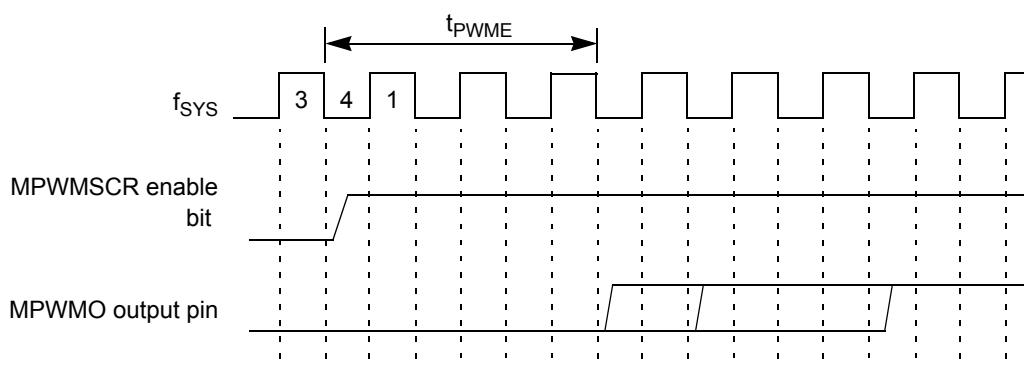 tPWME
fSYS
3 4 1
MPWMSCR enable
bit
MPWMO output pin